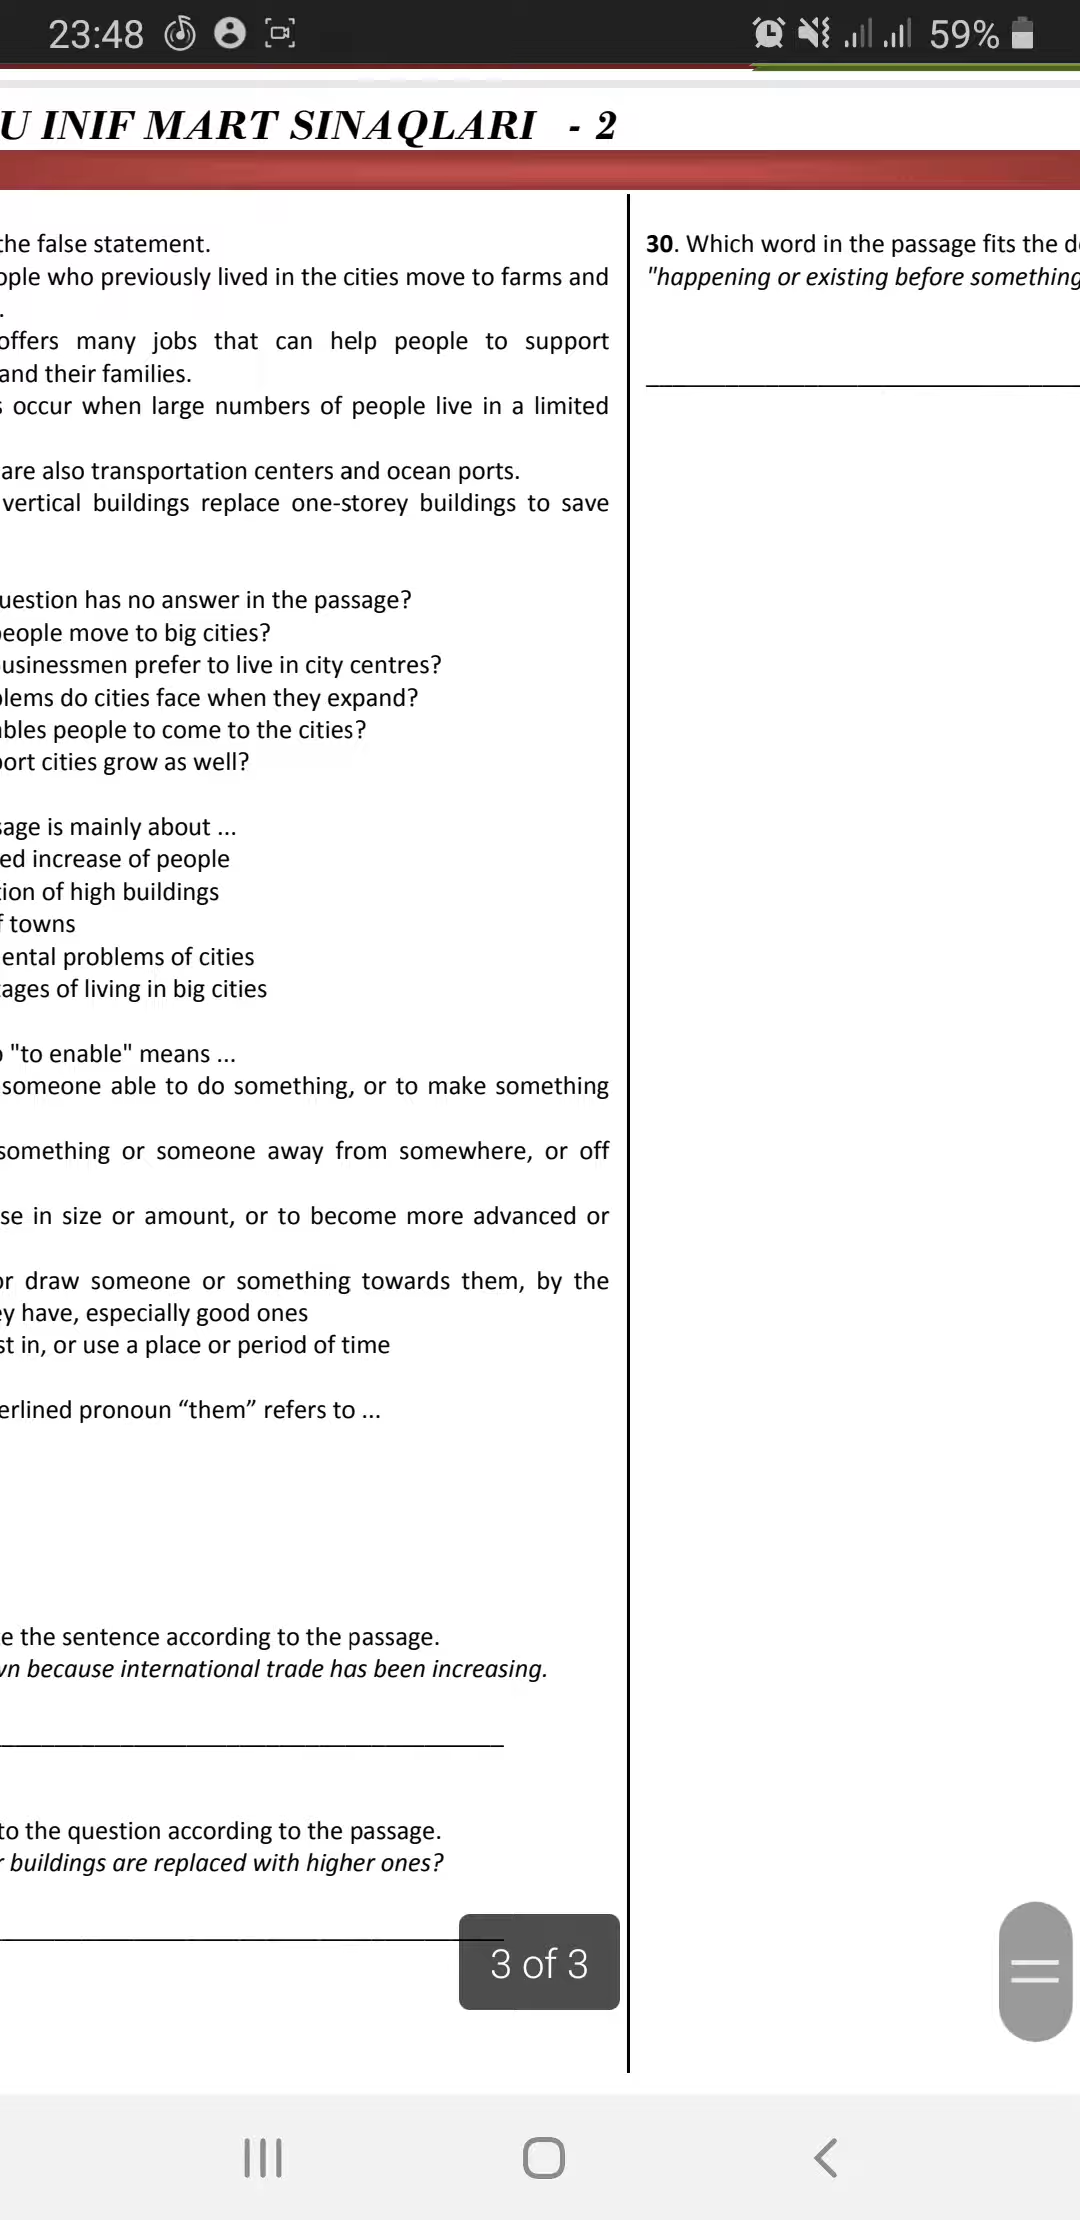 23:48
59%
U INIF MART SINAQLARI - 2
the false statement.
ople who previously lived in the cities move to farms and
.
offers many jobs that can help people to support
and their families.
s occur when large numbers of people live in a limited
are also transportation centers and ocean ports.
vertical buildings replace one-storey buildings to save
uestion has no answer in the passage?
people move to big cities?
usinessmen prefer to live in city centres?
blems do cities face when they expand?
ables people to come to the cities?
port cities grow as well?
sage is mainly about ...
ed increase of people
tion of high buildings
f towns
ental problems of cities
tages of living in big cities
"to enable" means ...
someone able to do something, or to make something
something or someone away from somewhere, or off
se in size or amount, or to become more advanced or
or draw someone or something towards them, by the
ey have, especially good ones
st in, or use a place or period of time
erlined pronoun “them” refers to ...
e the sentence according to the passage.
wn because international trade has been increasing.
to the question according to the passage.
r buildings are replaced with higher ones?
30. Which word in the passage fits the d
"happening or existing before something
3 of 3